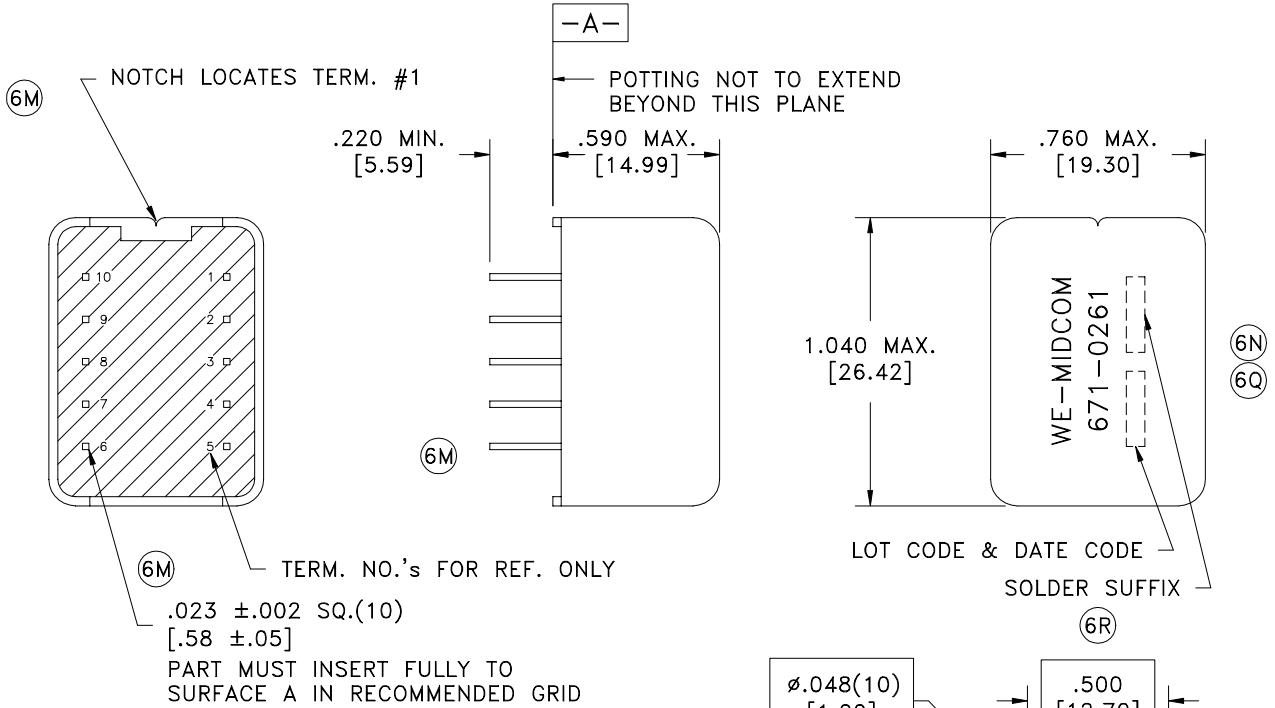 -A-
6M
NOTCH LOCATES TERM. #1
POTTING NOT TO EXTEND
BEYOND THIS PLANE
.220 MIN.
[5.59]
.590 MAX.
[14.99]
.760 MAX.
[19.30]
10
1
9
2
8
3
7
4
6
5
6M
1.040 MAX.
[26.42]
WE-MIDCOM
671-0261
6N
6Q
LOT CODE & DATE CODE
SOLDER SUFFIX
6R
6M
TERM. NO.'s FOR REF. ONLY
.023 ±.002 SQ.(10)
[.58 ±.05]
PART MUST INSERT FULLY TO
SURFACE A IN RECOMMENDED GRID
ø.048(10)
.500